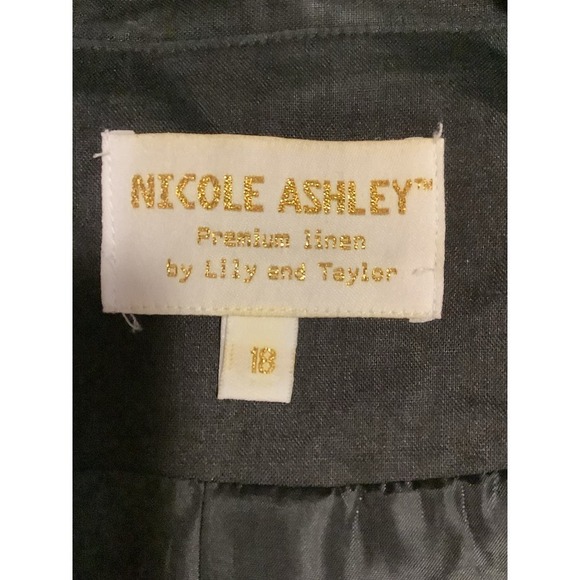 NICOLE ASHLEY™
Premium linen
by Lily and Taylor
18